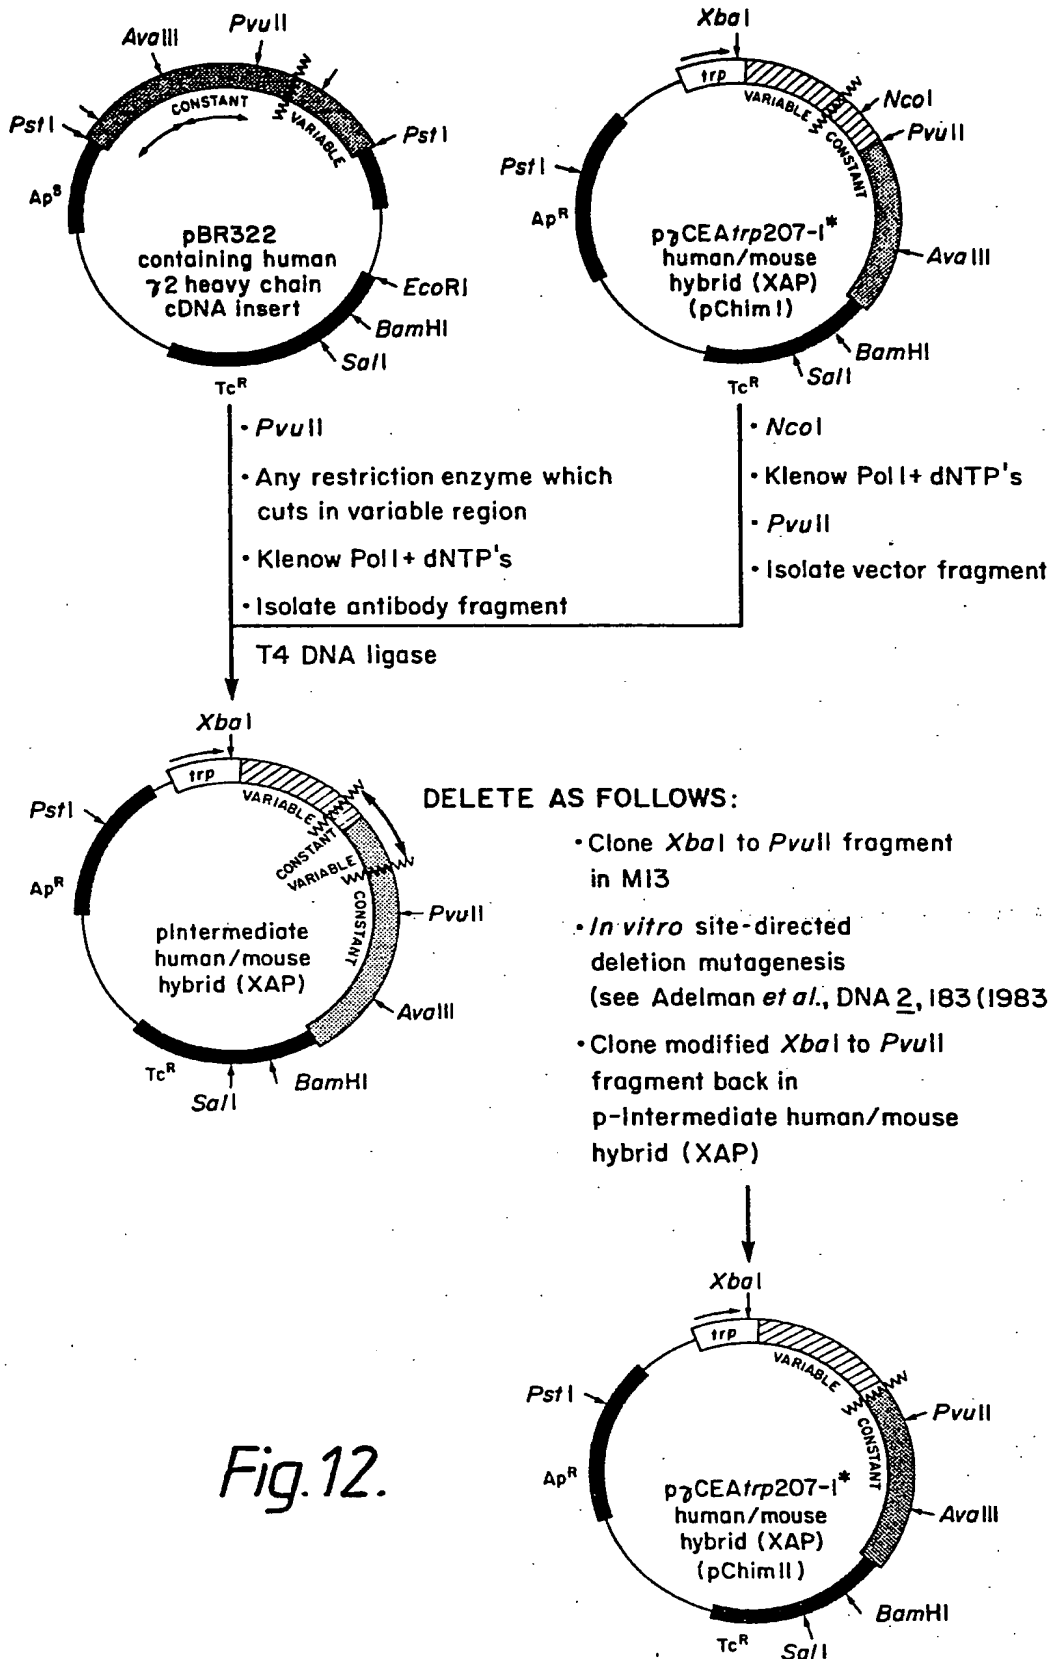 PvuII
AvaIII
PstI
CONSTANT
VARIABLE
PstI
Ap^S
pBR322
containing human
γ2 heavy chain
cDNA insert
EcoRI
BamHI
SalI
Tc^R
XbaI
trp
VARIABLE
CONSTANT
NcoI
PvuII
PstI
Ap^R
pγCEAtrp207-1*
human/mouse
hybrid (XAP)
(pChim I)
AvaIII
BamHI
SalI
Tc^R
• PvuII
• Any restriction enzyme which
cuts in variable region
• Klenow Pol I + dNTP's
• Isolate antibody fragment
• NcoI
• Klenow Pol I + dNTP's
• PvuII
• Isolate vector fragment
T4 DNA ligase
XbaI
trp
VARIABLE
CONSTANT
VARIABLE
CONSTANT
PstI
Ap^R
pIntermediate
human/mouse
hybrid (XAP)
PvuII
AvaIII
BamHI
SalI
Tc^R
DELETE AS FOLLOWS:
• Clone XbaI to PvuII fragment
in M13
• In vitro site-directed
deletion mutagenesis
(see Adelman et al., DNA 2, 183 (1983
• Clone modified XbaI to PvuII
fragment back in
p-Intermediate human/mouse
hybrid (XAP)
XbaI
trp
VARIABLE
CONSTANT
PstI
PvuII
Ap^R
pγCEAtrp207-1*
human/mouse
hybrid (XAP)
(pChim II)
AvaIII
BamHI
SalI
Tc^R
Fig. 12.